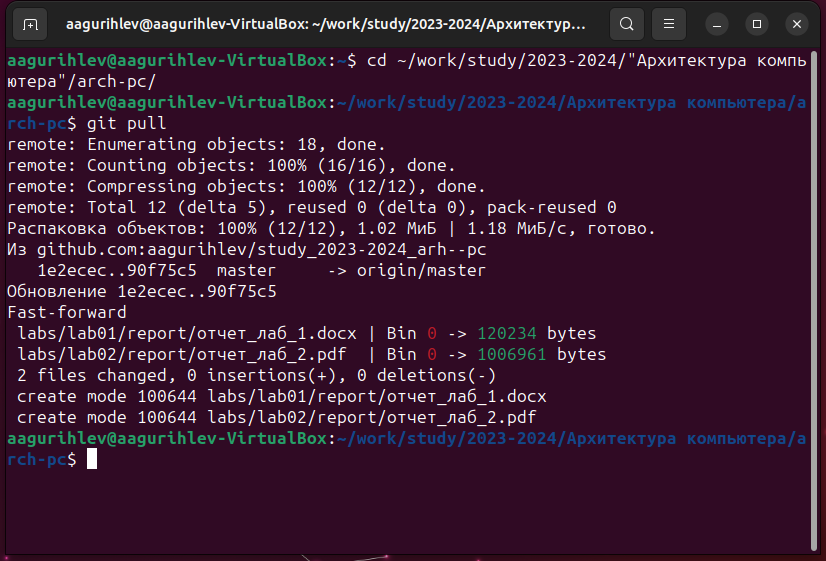 aagurihlev@aagurihlev-VirtualBox: ~/work/study/2023-2024/Архитектур...
aagurihlev@aagurihlev-VirtualBox:~$ cd ~/work/study/2023-2024/"Архитектура компь
ютера"/arch-pc/
aagurihlev@aagurihlev-VirtualBox:~/work/study/2023-2024/Архитектура компьютера/a
rch-pc$ git pull
remote: Enumerating objects: 18, done.
remote: Counting objects: 100% (16/16), done.
remote: Compressing objects: 100% (12/12), done.
remote: Total 12 (delta 5), reused 0 (delta 0), pack-reused 0
Распаковка объектов: 100% (12/12), 1.02 МиБ | 1.18 МиБ/с, готово.
Из github.com:aagurihlev/study_2023-2024_arh--pc
   1e2ecec..90f75c5  master     -> origin/master
Обновление 1e2ecec..90f75c5
Fast-forward
 labs/lab01/report/отчет_лаб_1.docx | Bin 0 -> 120234 bytes
 labs/lab02/report/отчет_лаб_2.pdf  | Bin 0 -> 1006961 bytes
 2 files changed, 0 insertions(+), 0 deletions(-)
 create mode 100644 labs/lab01/report/отчет_лаб_1.docx
 create mode 100644 labs/lab02/report/отчет_лаб_2.pdf
aagurihlev@aagurihlev-VirtualBox:~/work/study/2023-2024/Архитектура компьютера/a
rch-pc$